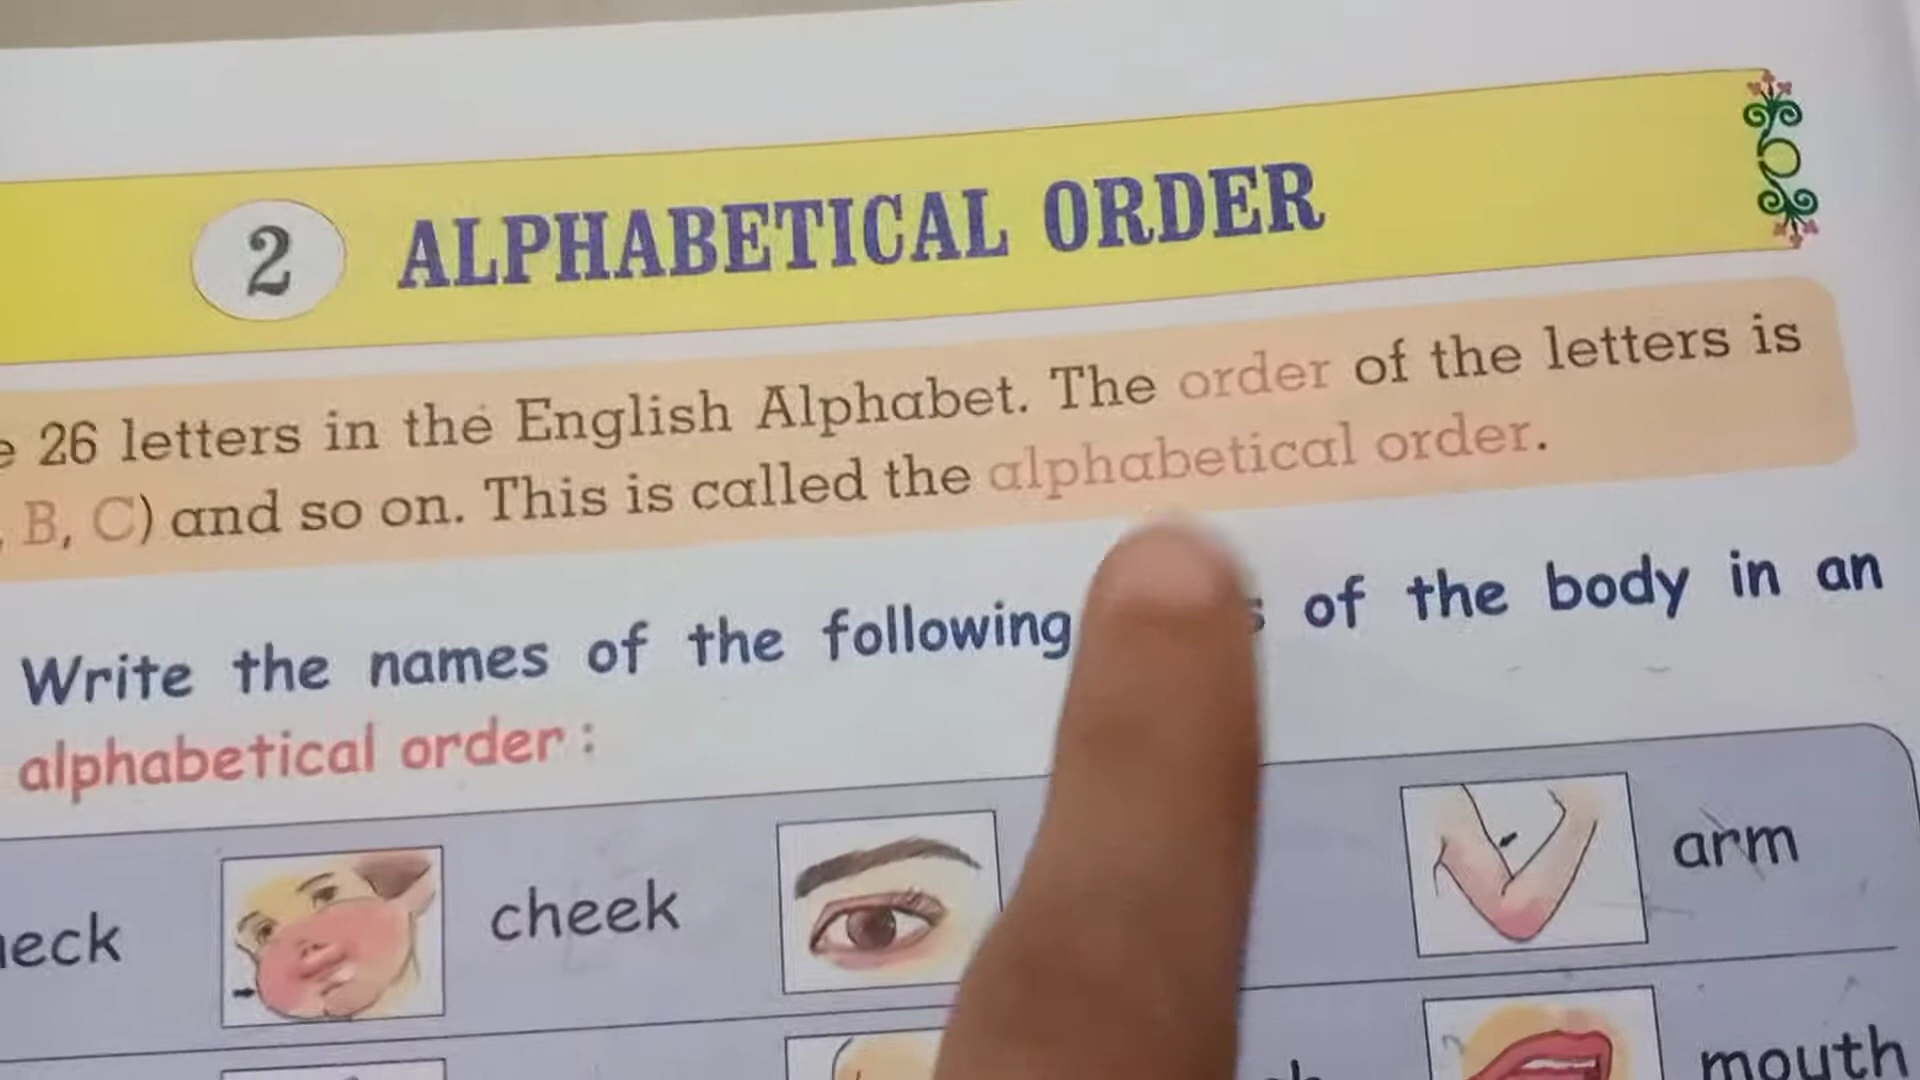 2 ALPHABETICAL ORDER
26 letters in the English Alphabet. The order of the letters is
B, C) and so on. This is called the alphabetical order.
Write the names of the following of the body in an
alphabetical order:
cheek arm
mouth